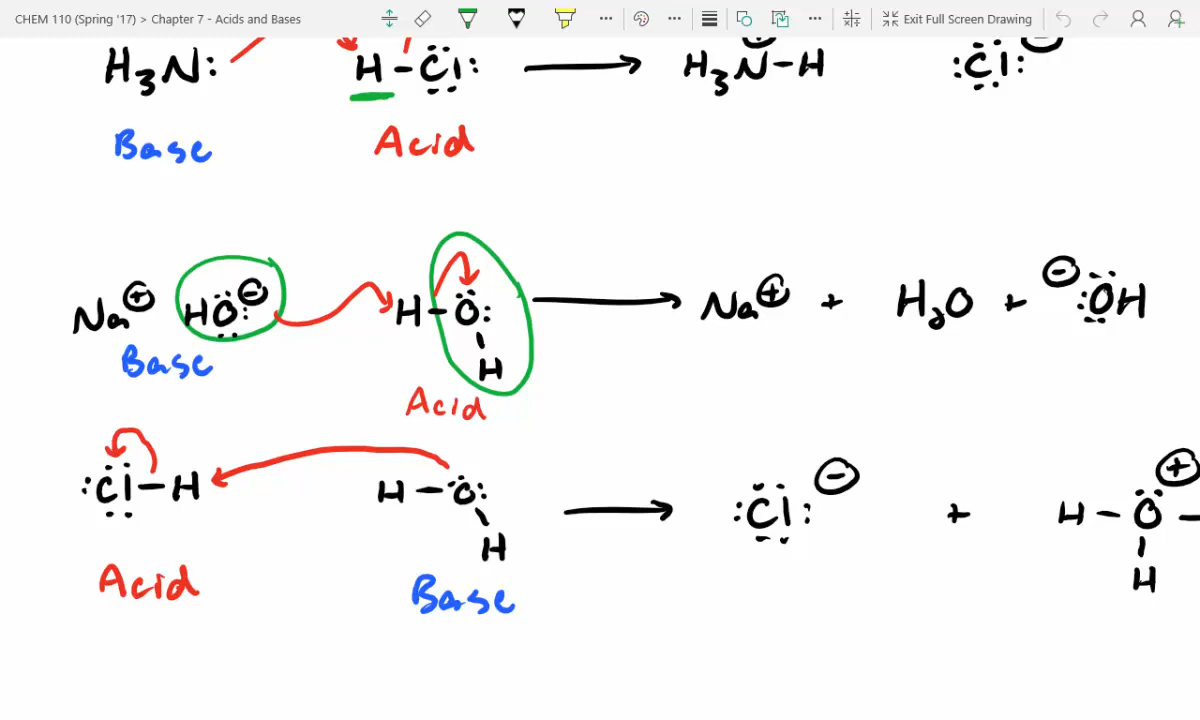 CHEM 110 (Spring '17) > Chapter 7 - Acids and Bases Exit Full Screen Drawing
H₃N: H–Cl: → H₃N–H :Cl:
Base Acid
Na⊕ HO:⊖ H–O: → Na⊕ + H₂O + ⊖:OH
H
Base
Acid
:Cl–H H–O: → :Cl:⊖ + H–O⊕–
H H
Acid Base